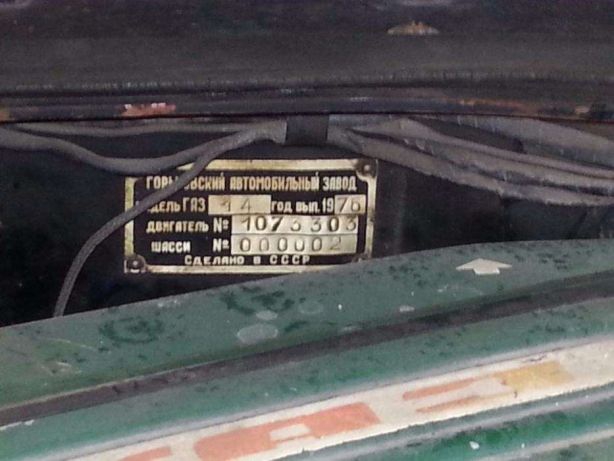 ГОРЬКОВСКИЙ АВТОМОБИЛЬНЫЙ ЗАВОД
ДЕЛЬ ГАЗ 14 ГОД ВЫП. 1976
ДВИГАТЕЛЬ № 1073303
ШАССИ № 000002
СДЕЛАНО В СССР